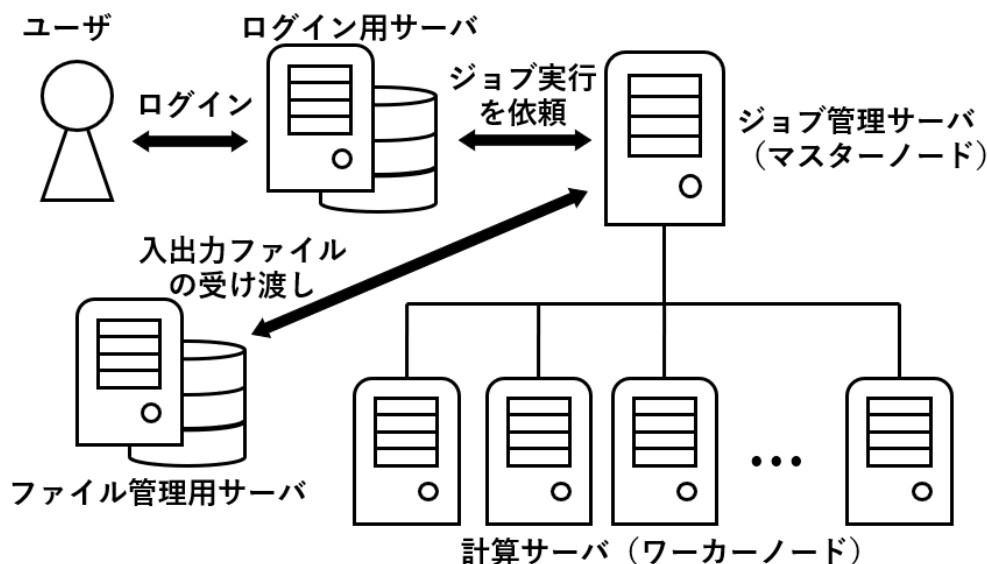 ユーザ
ログイン用サーバ
ログイン
ジョブ実行
を依頼
ジョブ管理サーバ
（マスターノード）
入出力ファイル
の受け渡し
ファイル管理用サーバ
計算サーバ（ワーカーノード）